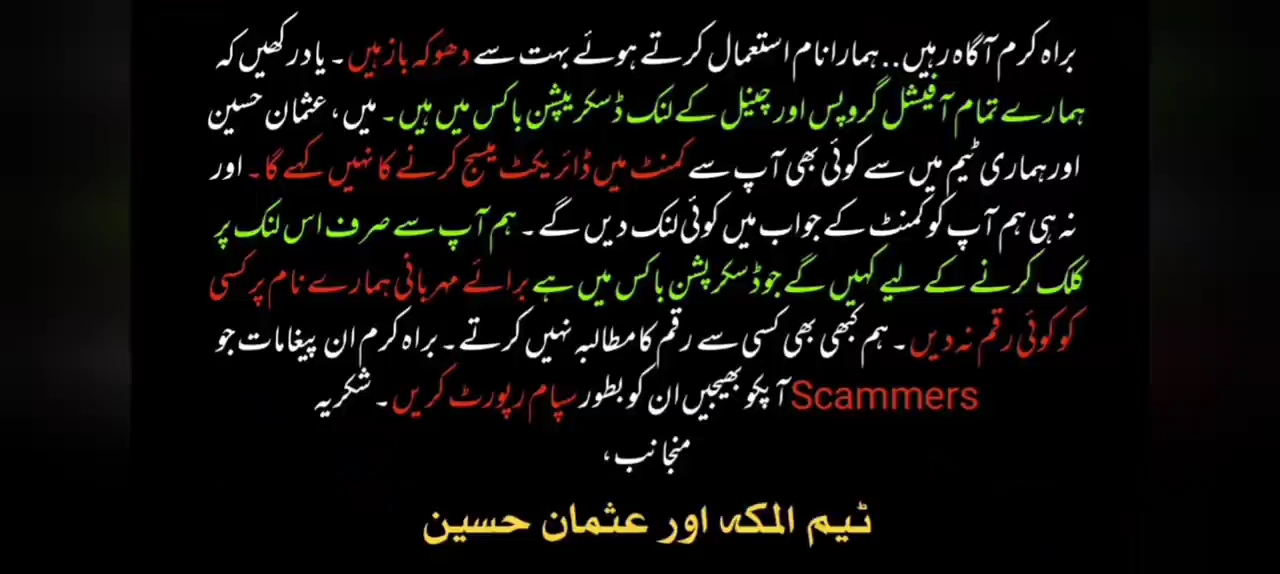 براہ کرم آگاہ رہیں.. ہمارا نام استعمال کرتے ہوئے بہت سے دھوکہ باز ہیں۔ یاد رکھیں کہ
ہمارے تمام آفیشل گروپس اور چینل کے لنک ڈسکرپیشن باکس میں ہیں۔ میں، عثمان حسین
اور ہماری ٹیم میں سے کوئی بھی آپ سے کمنٹ میں ڈائریکٹ میسج کرنے کا نہیں کہے گا۔ اور
نہ ہی ہم آپ کو کمنٹ کے جواب میں کوئی لنک دیں گے۔ ہم آپ سے صرف اس لنک پر
کلک کرنے کے لیے کہیں گے جو ڈسکرپشن باکس میں ہے برائے مہربانی ہمارے نام پر کسی
کو کوئی رقم نہ دیں۔ ہم کبھی بھی کسی سے رقم کا مطالبہ نہیں کرتے۔ براہ کرم ان پیغامات جو
Scammers آپکو بھیجیں ان کو بطور سپام رپورٹ کریں۔ شکریہ
منجانب،
ٹیم المکہ اور عثمان حسین